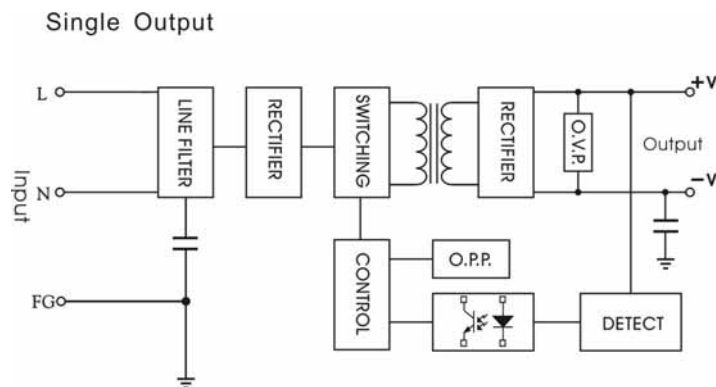 Single Output
L
LINE FILTER
RECTIFIER
SWITCHING
RECTIFIER
+V
O.V.P.
Output
Input
N
-V
CONTROL
O.P.P.
FG
DETECT